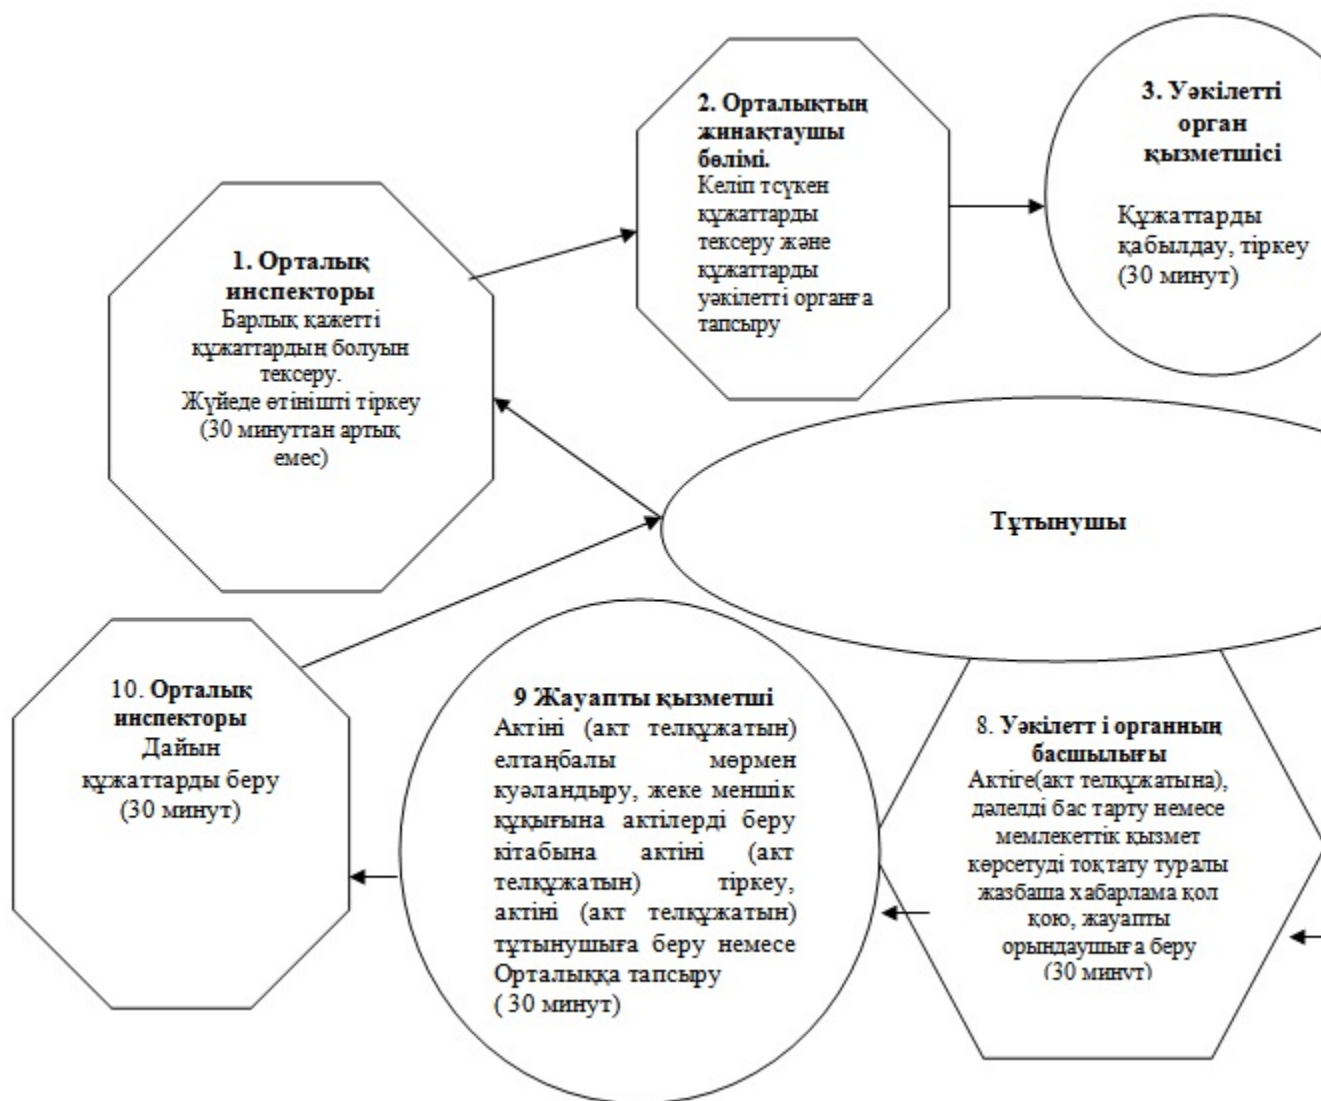 1. Орталық
инспекторы
Барлық қажетті
құжаттардың болуын
тексеру.
Жүйеде өтінішті тіркеу
(30 минуттан артық
емес)
2. Орталықтың
жинақтаушы
бөлімі.
Келіп тсүкен
құжаттарды
тексеру және
құжаттарды
уәкілетті органға
тапсыру
3. Уәкілетті
орган
қызметшісі
Құжаттарды
қабылдау, тіркеу
(30 минут)
Тұтынушы
10. Орталық
инспекторы
Дайын
құжаттарды беру
(30 минут)
9 Жауапты қызметші
Актіні (акт телқұжатын)
елтаңбалы мөрмен
куәландыру, жеке меншік
құқығына актілерді беру
кітабына актіні (акт
телқұжатын) тіркеу,
актіні (акт телқұжатын)
тұтынушыға беру немесе
Орталыққа тапсыру
( 30 минут)
8. Уәкілетт і органның
басшылығы
Актіге(акт телқұжатына),
дәлелді бас тарту немесе
мемлекеттік қызмет
көрсетуді тоқтату туралы
жазбаша хабарлама қол
қою, жауапты
орындаушыға беру
(30 минут)